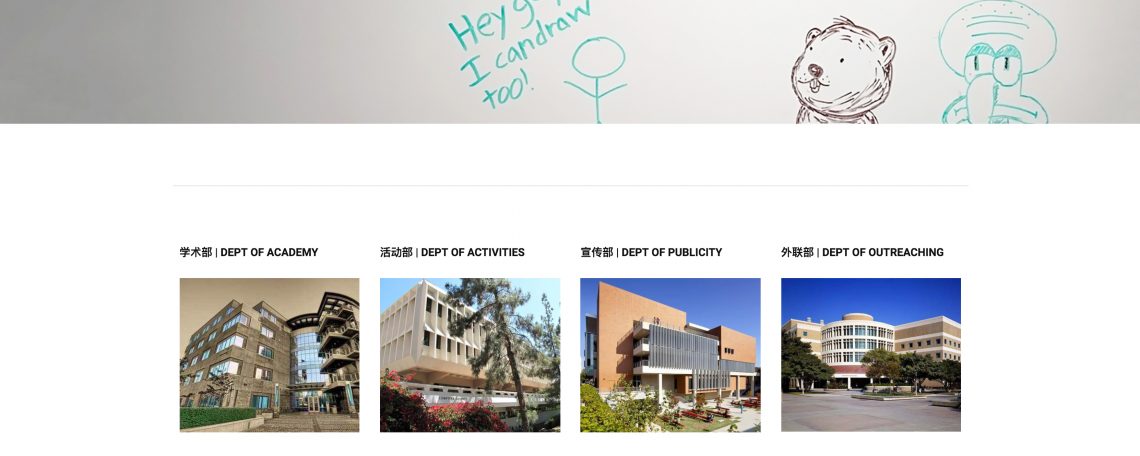 Hey
I can draw
too!
学术部 | DEPT OF ACADEMY
活动部 | DEPT OF ACTIVITIES
宣传部 | DEPT OF PUBLICITY
外联部 | DEPT OF OUTREACHING